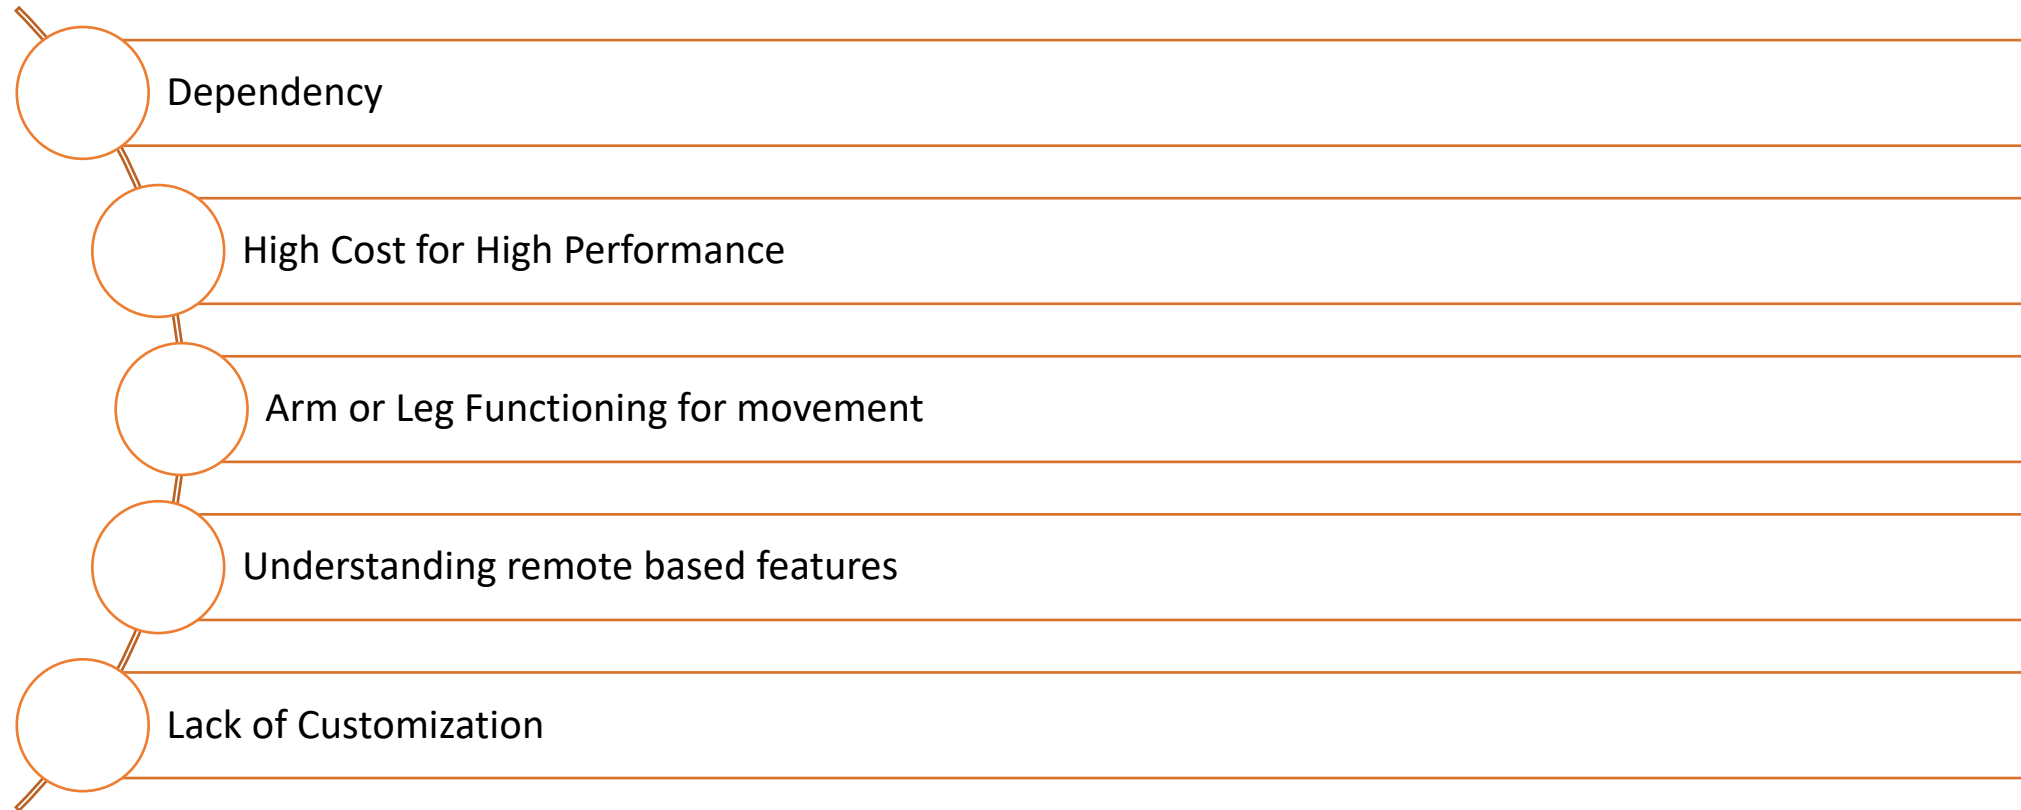 Dependency
High Cost for High Performance
Arm or Leg Functioning for movement
Understanding remote based features
Lack of Customization